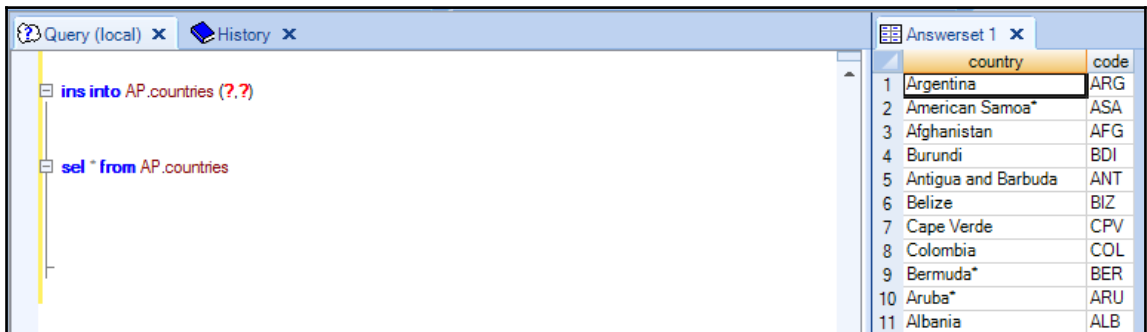 Query (local) History
ins into AP.countries (?,?)
sel * from AP.countries
Answerset 1
country code
1 Argentina ARG
2 American Samoa* ASA
3 Afghanistan AFG
4 Burundi BDI
5 Antigua and Barbuda ANT
6 Belize BIZ
7 Cape Verde CPV
8 Colombia COL
9 Bermuda* BER
10 Aruba* ARU
11 Albania ALB